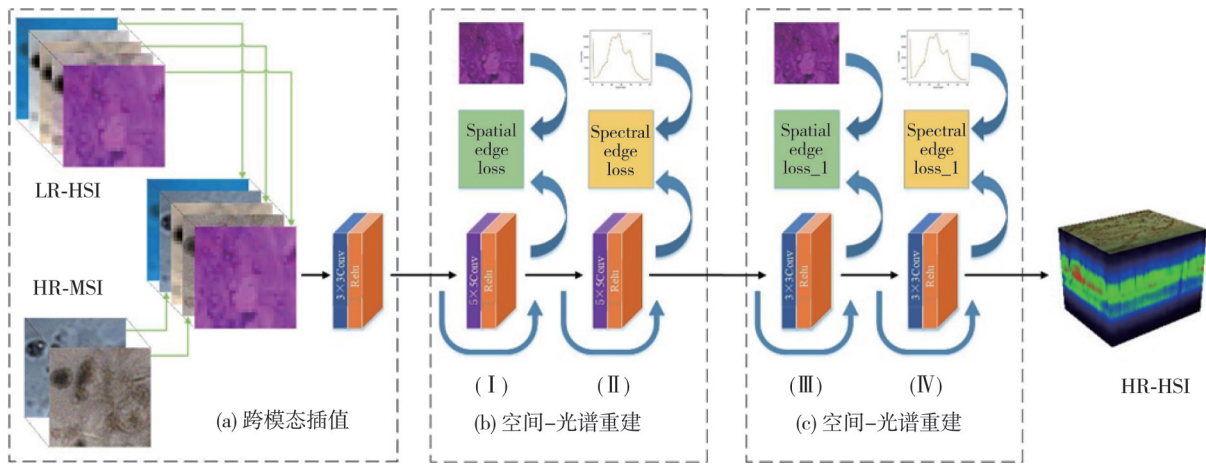 LR-HSI
HR-MSI
3×3Conv
Relu
(a) 跨模态插值
Spatial
edge
loss
Spectral
edge
loss
5×5Conv
Relu
5×5Conv
Relu
(Ⅰ)
(Ⅱ)
(b) 空间-光谱重建
Spatial
edge
loss_1
Spectral
edge
loss_1
3×3Conv
Relu
3×3Conv
Relu
(Ⅲ)
(Ⅳ)
(c) 空间-光谱重建
HR-HSI